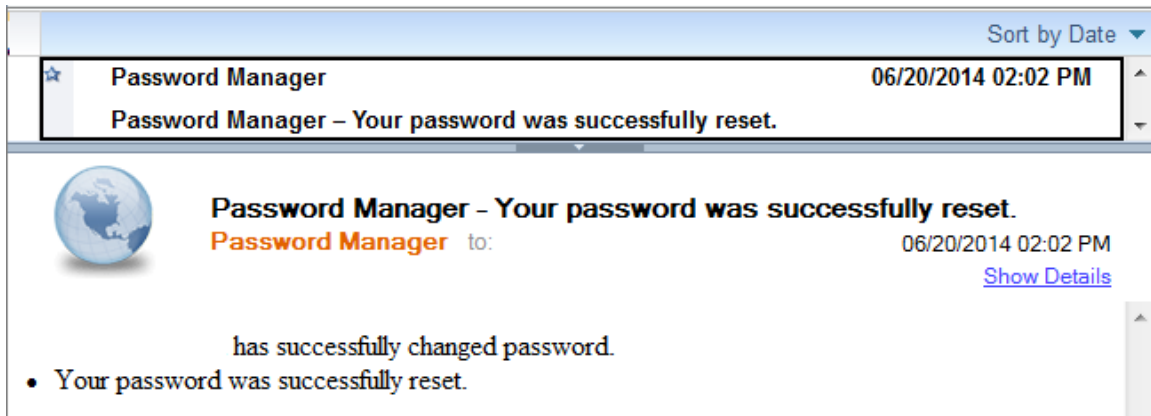 Sort by Date
Password Manager 06/20/2014 02:02 PM
Password Manager – Your password was successfully reset.
Password Manager - Your password was successfully reset.
Password Manager to: 06/20/2014 02:02 PM
Show Details
has successfully changed password.
• Your password was successfully reset.